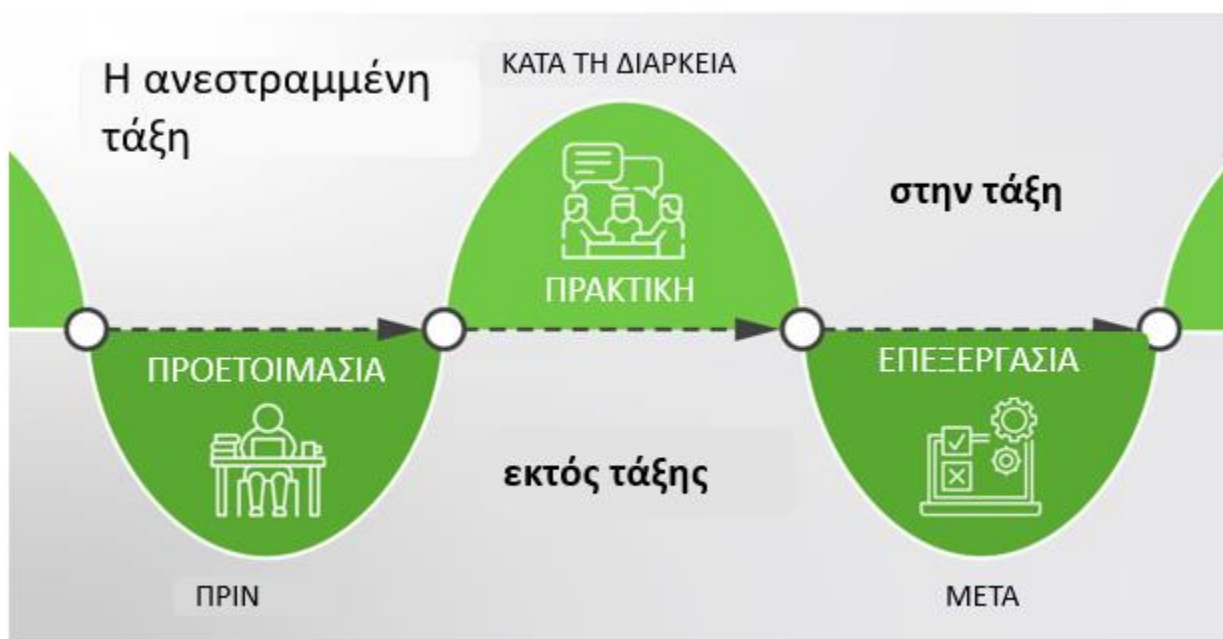 Η ανεστραμμένη
τάξη
ΚΑΤΑ ΤΗ ΔΙΑΡΚΕΙΑ
στην τάξη
ΠΡΑΚΤΙΚΗ
ΠΡΟΕΤΟΙΜΑΣΙΑ
ΕΠΕΞΕΡΓΑΣΙΑ
εκτός τάξης
ΠΡΙΝ
ΜΕΤΑ